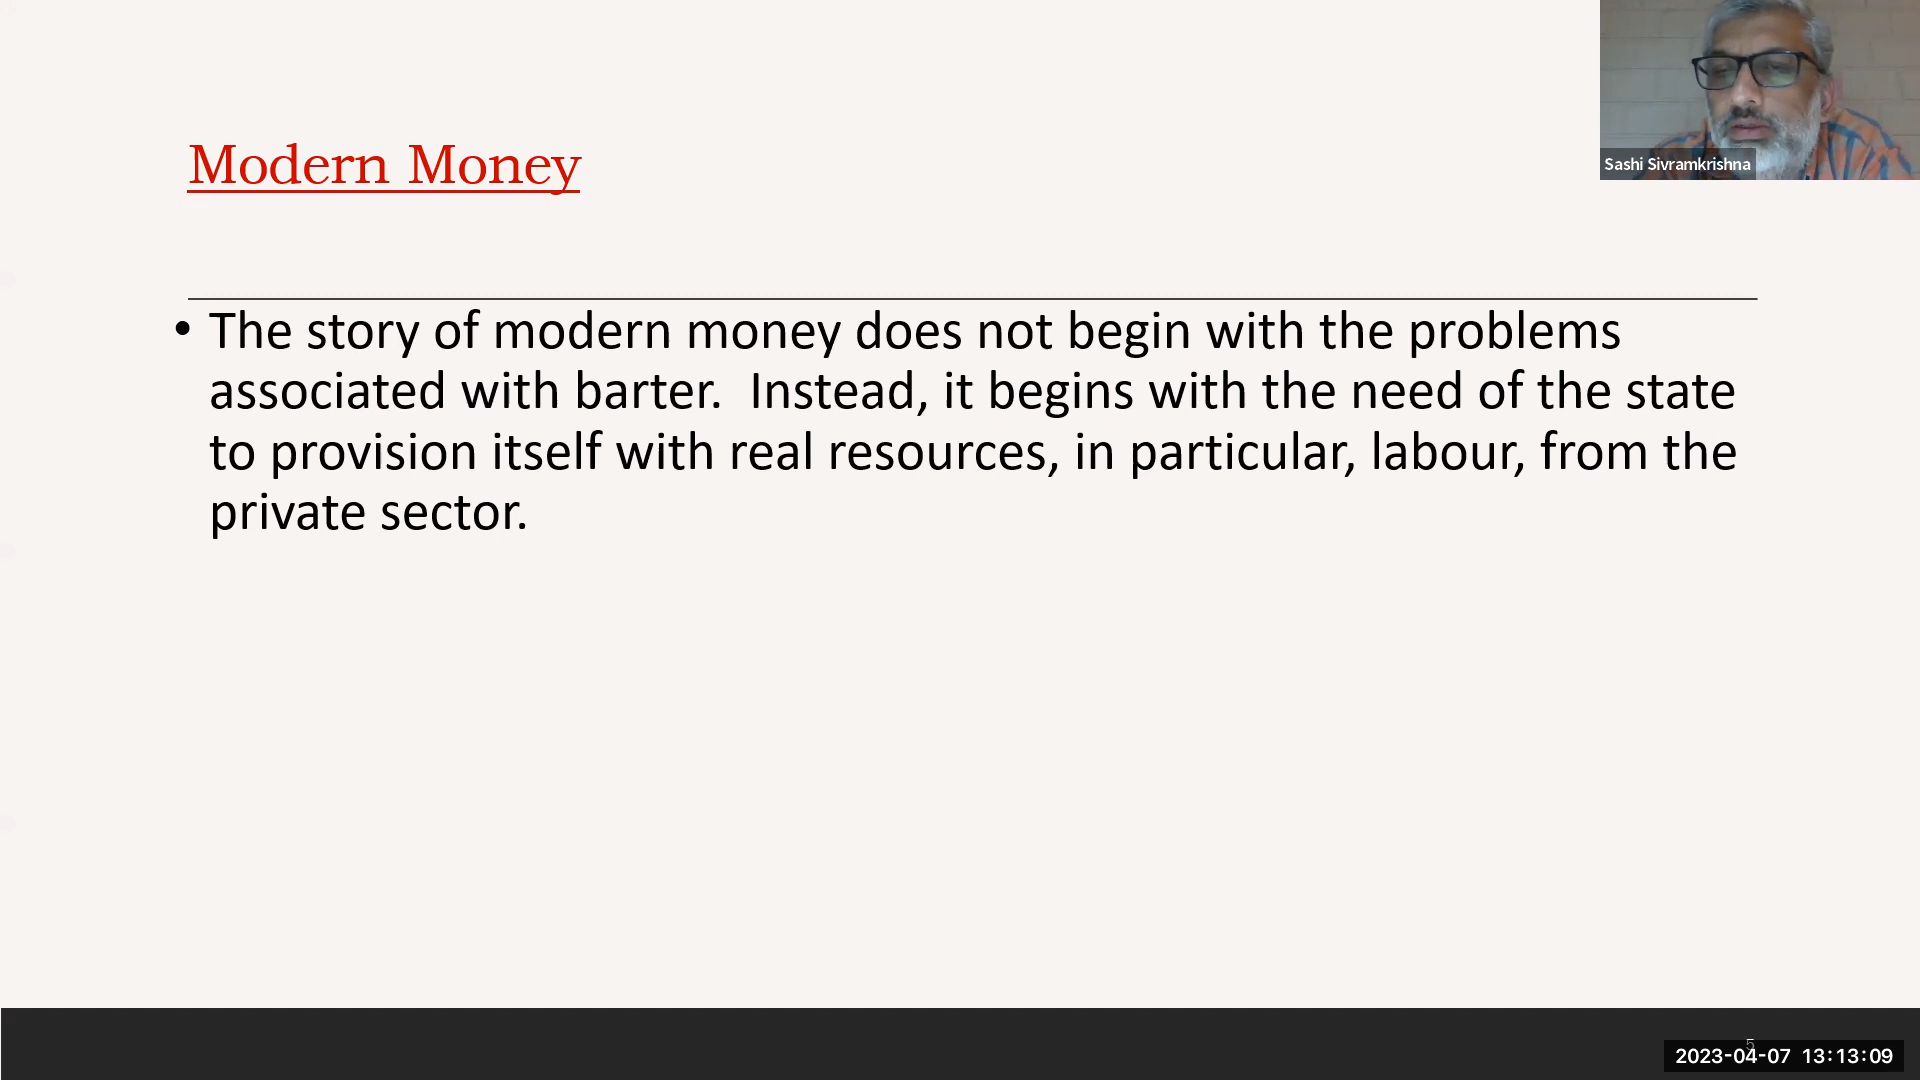 Modern Money
Sashi Sivramkrishna
• The story of modern money does not begin with the problems
associated with barter.  Instead, it begins with the need of the state
to provision itself with real resources, in particular, labour, from the
private sector.
5
2023-04-07 13:13:09